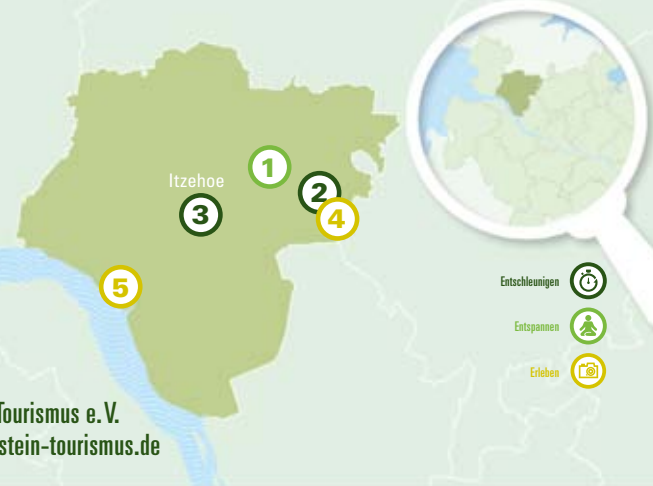 1
2
Itzehoe
3
4
5
Entschleunigen
Entspannen
Erleben
Tourismus e. V.
stein-tourismus.de